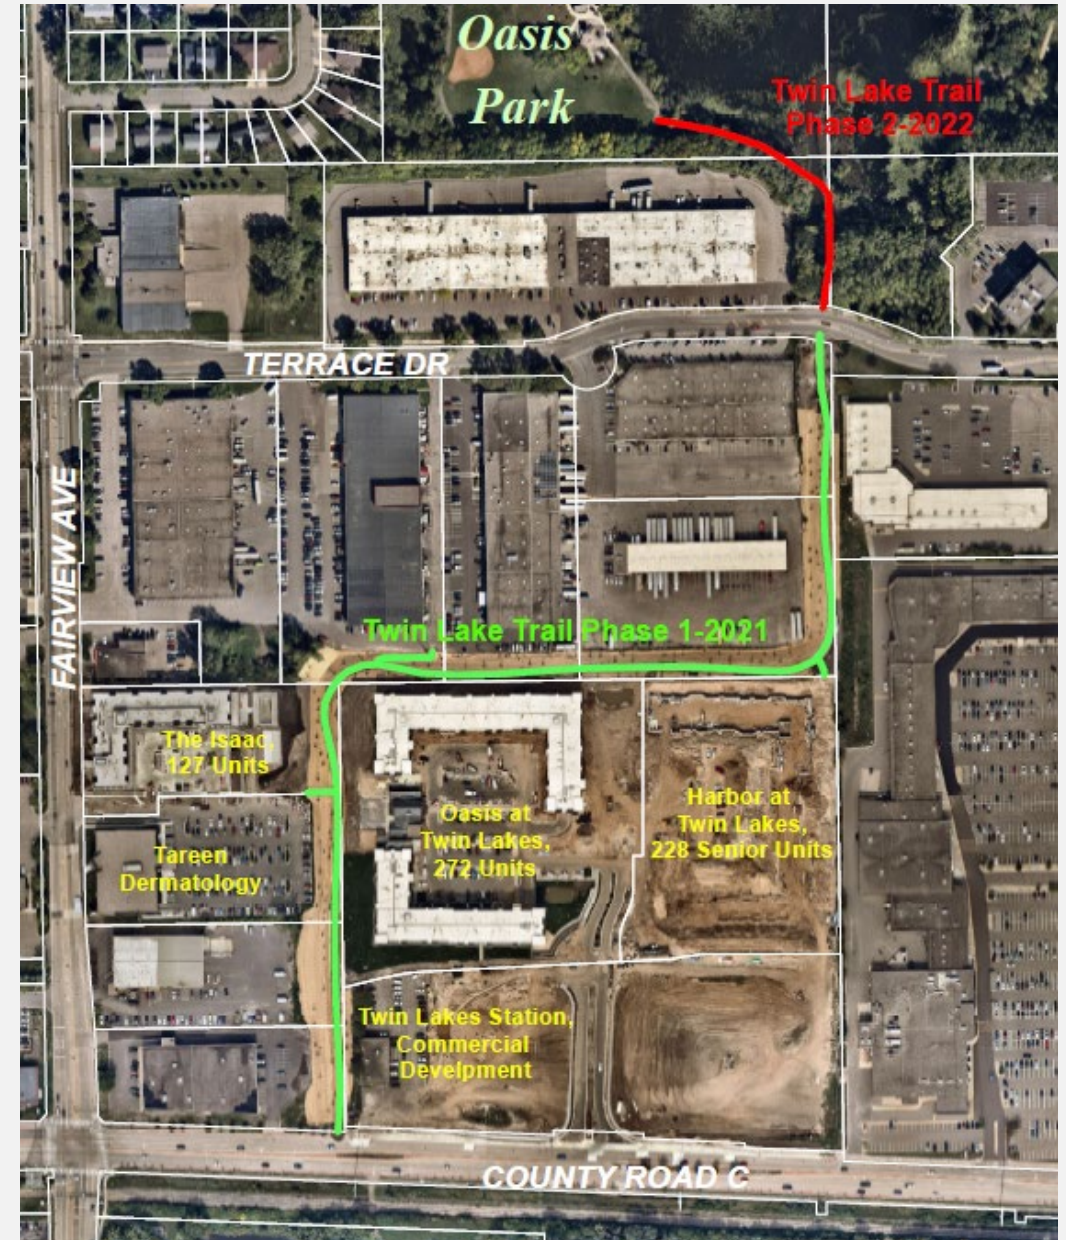 Oasis
Park
Twin Lake Trail
Phase 2-2022
TERRACE DR
FAIRVIEW AVE
Twin Lake Trail Phase 1-2021
The Isaac,
127 Units
Oasis at
Twin Lakes,
272 Units
Harbor at
Twin Lakes,
228 Senior Units
Tareen
Dermatology
Twin Lakes Station,
Commercial
Develpment
COUNTY ROAD C